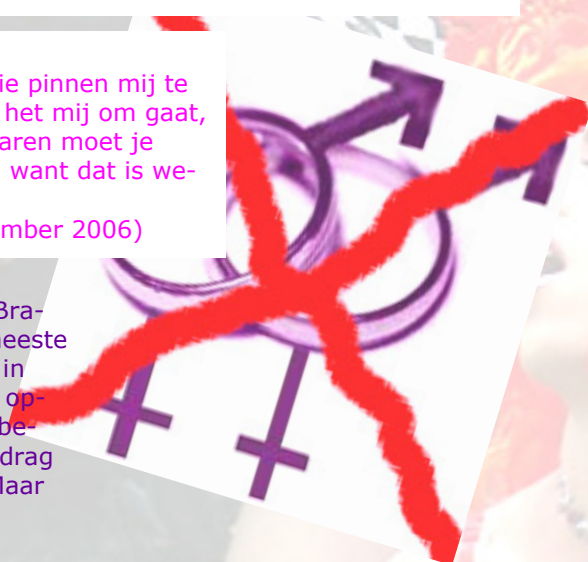 ie pinnen mij te
het mij om gaat,
aren moet je
want dat is we-
mber 2006)
Bra-
neeste
in
op-
be-
drag
Maar